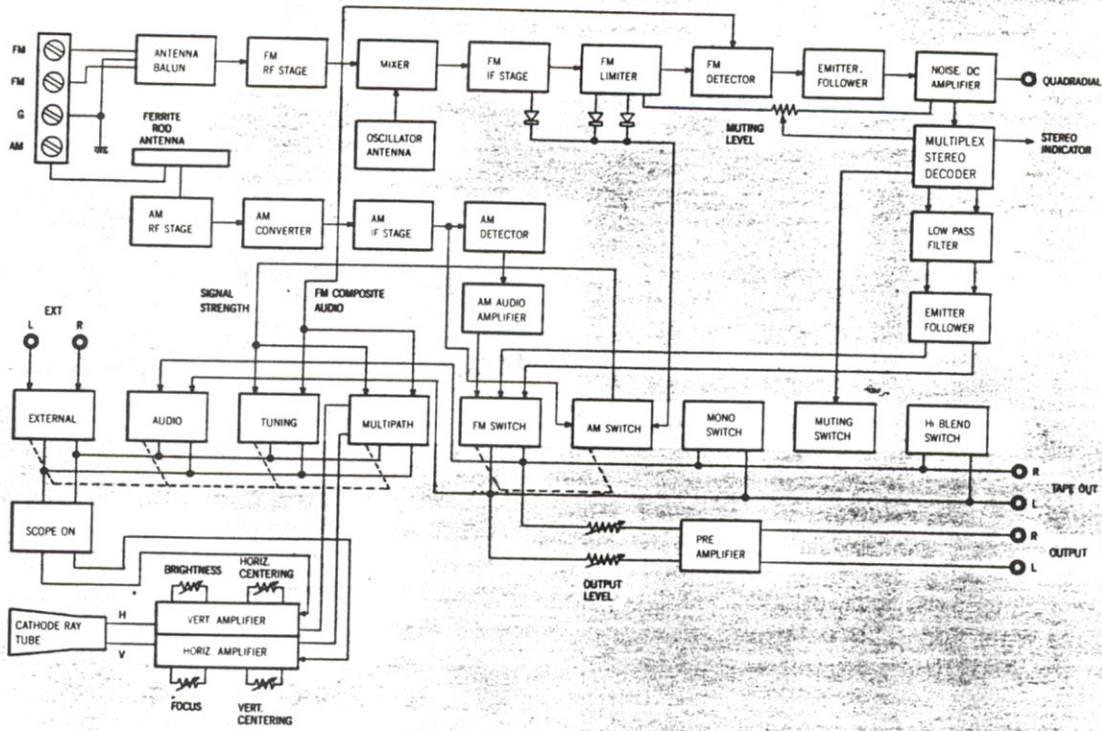 FM
FM
G
AM
ANTENNA
BALUN
FM
RF STAGE
MIXER
FM
IF STAGE
FM
LIMITER
FM
DETECTOR
EMITTER.
FOLLOWER
NOISE. DC
AMPLIFIER
QUADRADIAL
FERRITE
ROD
ANTENNA
OSCILLATOR
ANTENNA
MUTING
LEVEL
MULTIPLEX
STEREO
DECODER
STEREO
INDICATOR
AM
RF STAGE
AM
CONVERTER
AM
IF STAGE
AM
DETECTOR
LOW PASS
FILTER
SIGNAL
STRENGTH
FM COMPOSITE
AUDIO
AM AUDIO
AMPLIFIER
EMITTER
FOLLOWER
EXT
L
R
EXTERNAL
AUDIO
TUNING
MULTIPATH
FM SWITCH
AM SWITCH
MONO
SWITCH
MUTING
SWITCH
Hi BLEND
SWITCH
R
TAPE OUT.
L
SCOPE ON
PRE
AMPLIFIER
R
OUTPUT
L
OUTPUT
LEVEL
BRIGHTNESS
HORIZ.
CENTERING
CATHODE RAY
TUBE
H
V
VERT AMPLIFIER
HORIZ. AMPLIFIER
FOCUS
VERT.
CENTERING